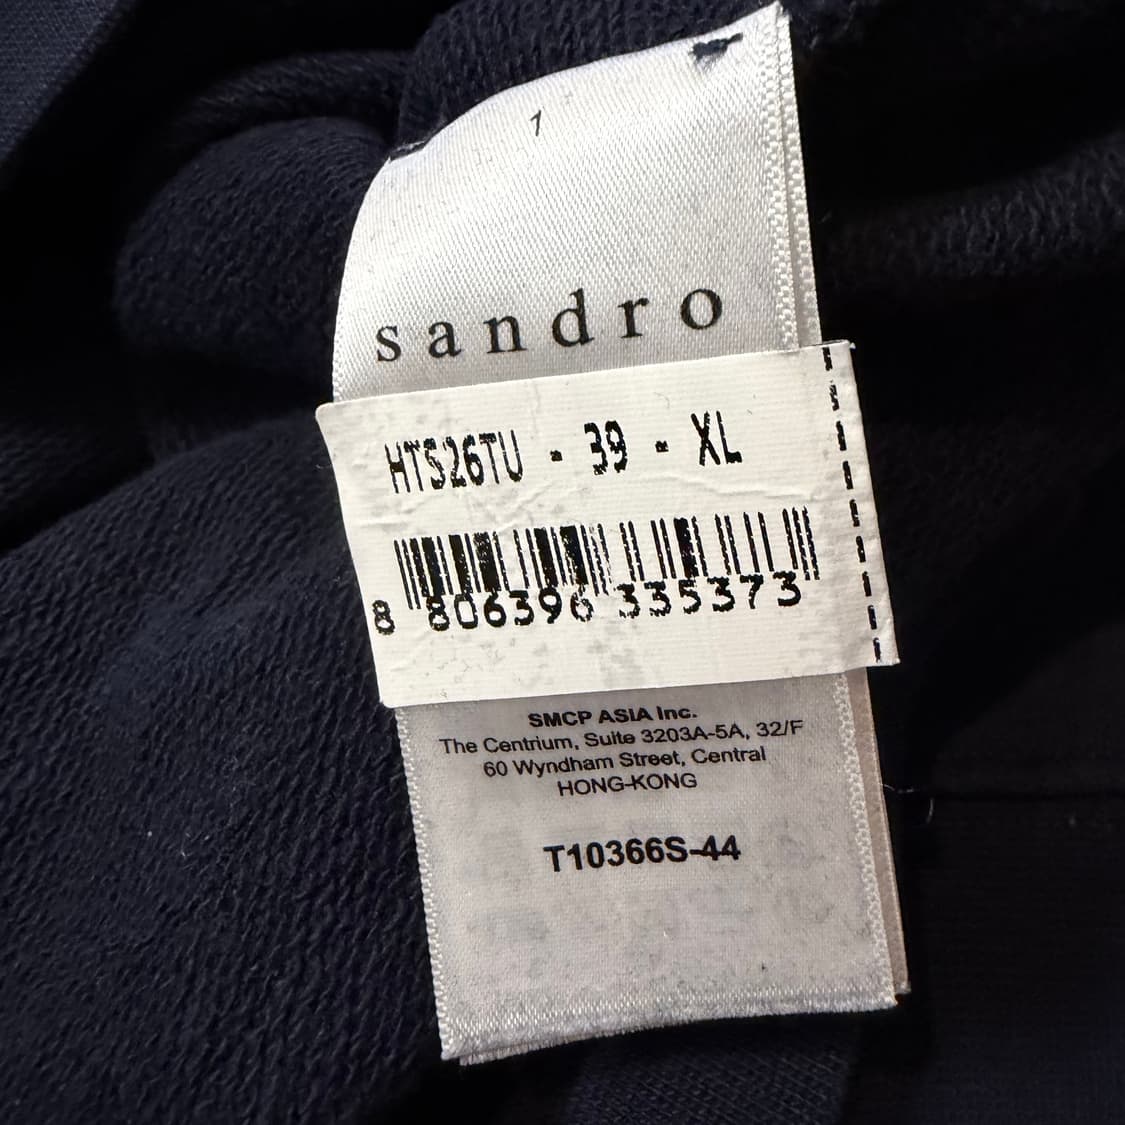 1
sandro
HTS26TU - 39 - XL
8 806396 335373
SMCP ASIA Inc.
The Centrium, Suite 3203A-5A, 32/F
60 Wyndham Street, Central
HONG-KONG
T10366S-44